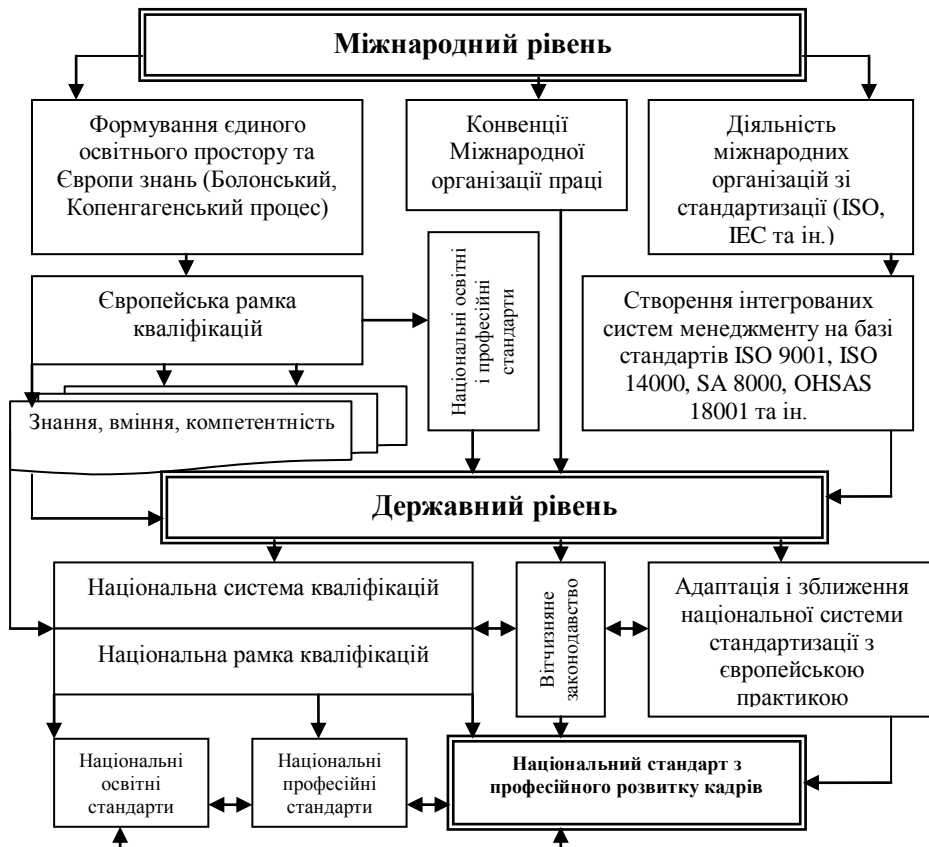 Міжнародний рівень
Формування єдиного
освітнього простору та
Європи знань (Болонський,
Копенгагенський процес)
Конвенції
Міжнародної
організації праці
Діяльність
міжнародних
організацій зі
стандартизації (ISO,
IEC та ін.)
Європейська рамка
кваліфікацій
Національні освітні
і професійні
стандарти
Створення інтегрованих
систем менеджменту на базі
стандартів ISO 9001, ISO
14000, SA 8000, OHSAS
18001 та ін.
Знання, вміння, компетентність
Державний рівень
Національна система кваліфікацій
Національна рамка кваліфікацій
Вітчизняне
законодавство
Адаптація і зближення
національної системи
стандартизації з
європейською
практикою
Національні
освітні
стандарти
Національні
професійні
стандарти
Національний стандарт з
професійного розвитку кадрів